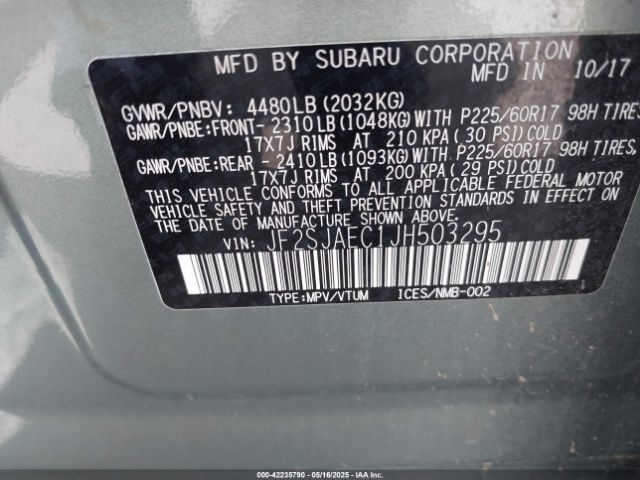 MFD BY SUBARU CORPORATION
MFD IN 10/17
GVWR/PNBV: 4480LB (2032KG)
GAWR/PNBE:FRONT- 2310LB (1048KG) WITH P225/60R17 98H TIRES,
17X7J RIMS AT 210 KPA ( 30 PSI) COLD
GAWR/PNBE:REAR - 2410LB (1093KG) WITH P225/60R17 98H TIRES,
17X7J RIMS AT 200 KPA ( 29 PSI) COLD
THIS VEHICLE CONFORMS TO ALL APPLICABLE FEDERAL MOTOR
VEHICLE SAFETY AND THEFT PREVENTION STANDARDS IN EFFECT ON
THE DATE OF MANUFACTURE SHOWN ABOVE.
VIN: JF2SJAEC1JH503295
TYPE:MPV/VTUM ICES/NMB-002
000-42235790 - 05/16/2025 - IAAI.COM